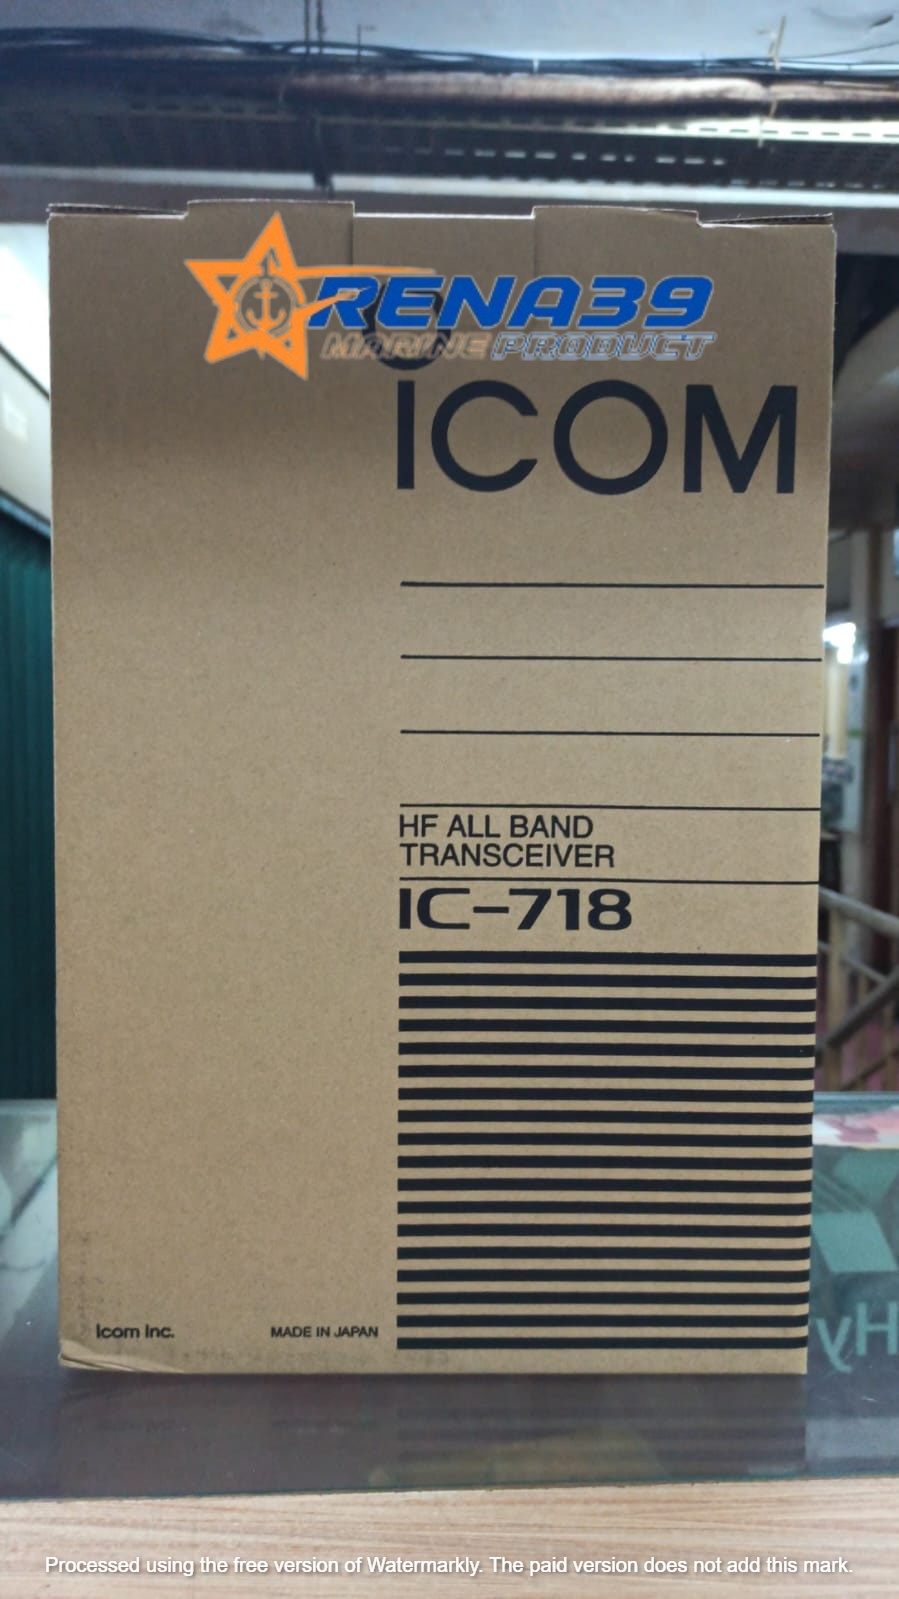 RENA39
MARINE PRODUCT
ICOM
HF ALL BAND
TRANSCEIVER
IC-718
Icom Inc.
MADE IN JAPAN
Hy
Processed using the free version of Watermarkly. The paid version does not add this mark.